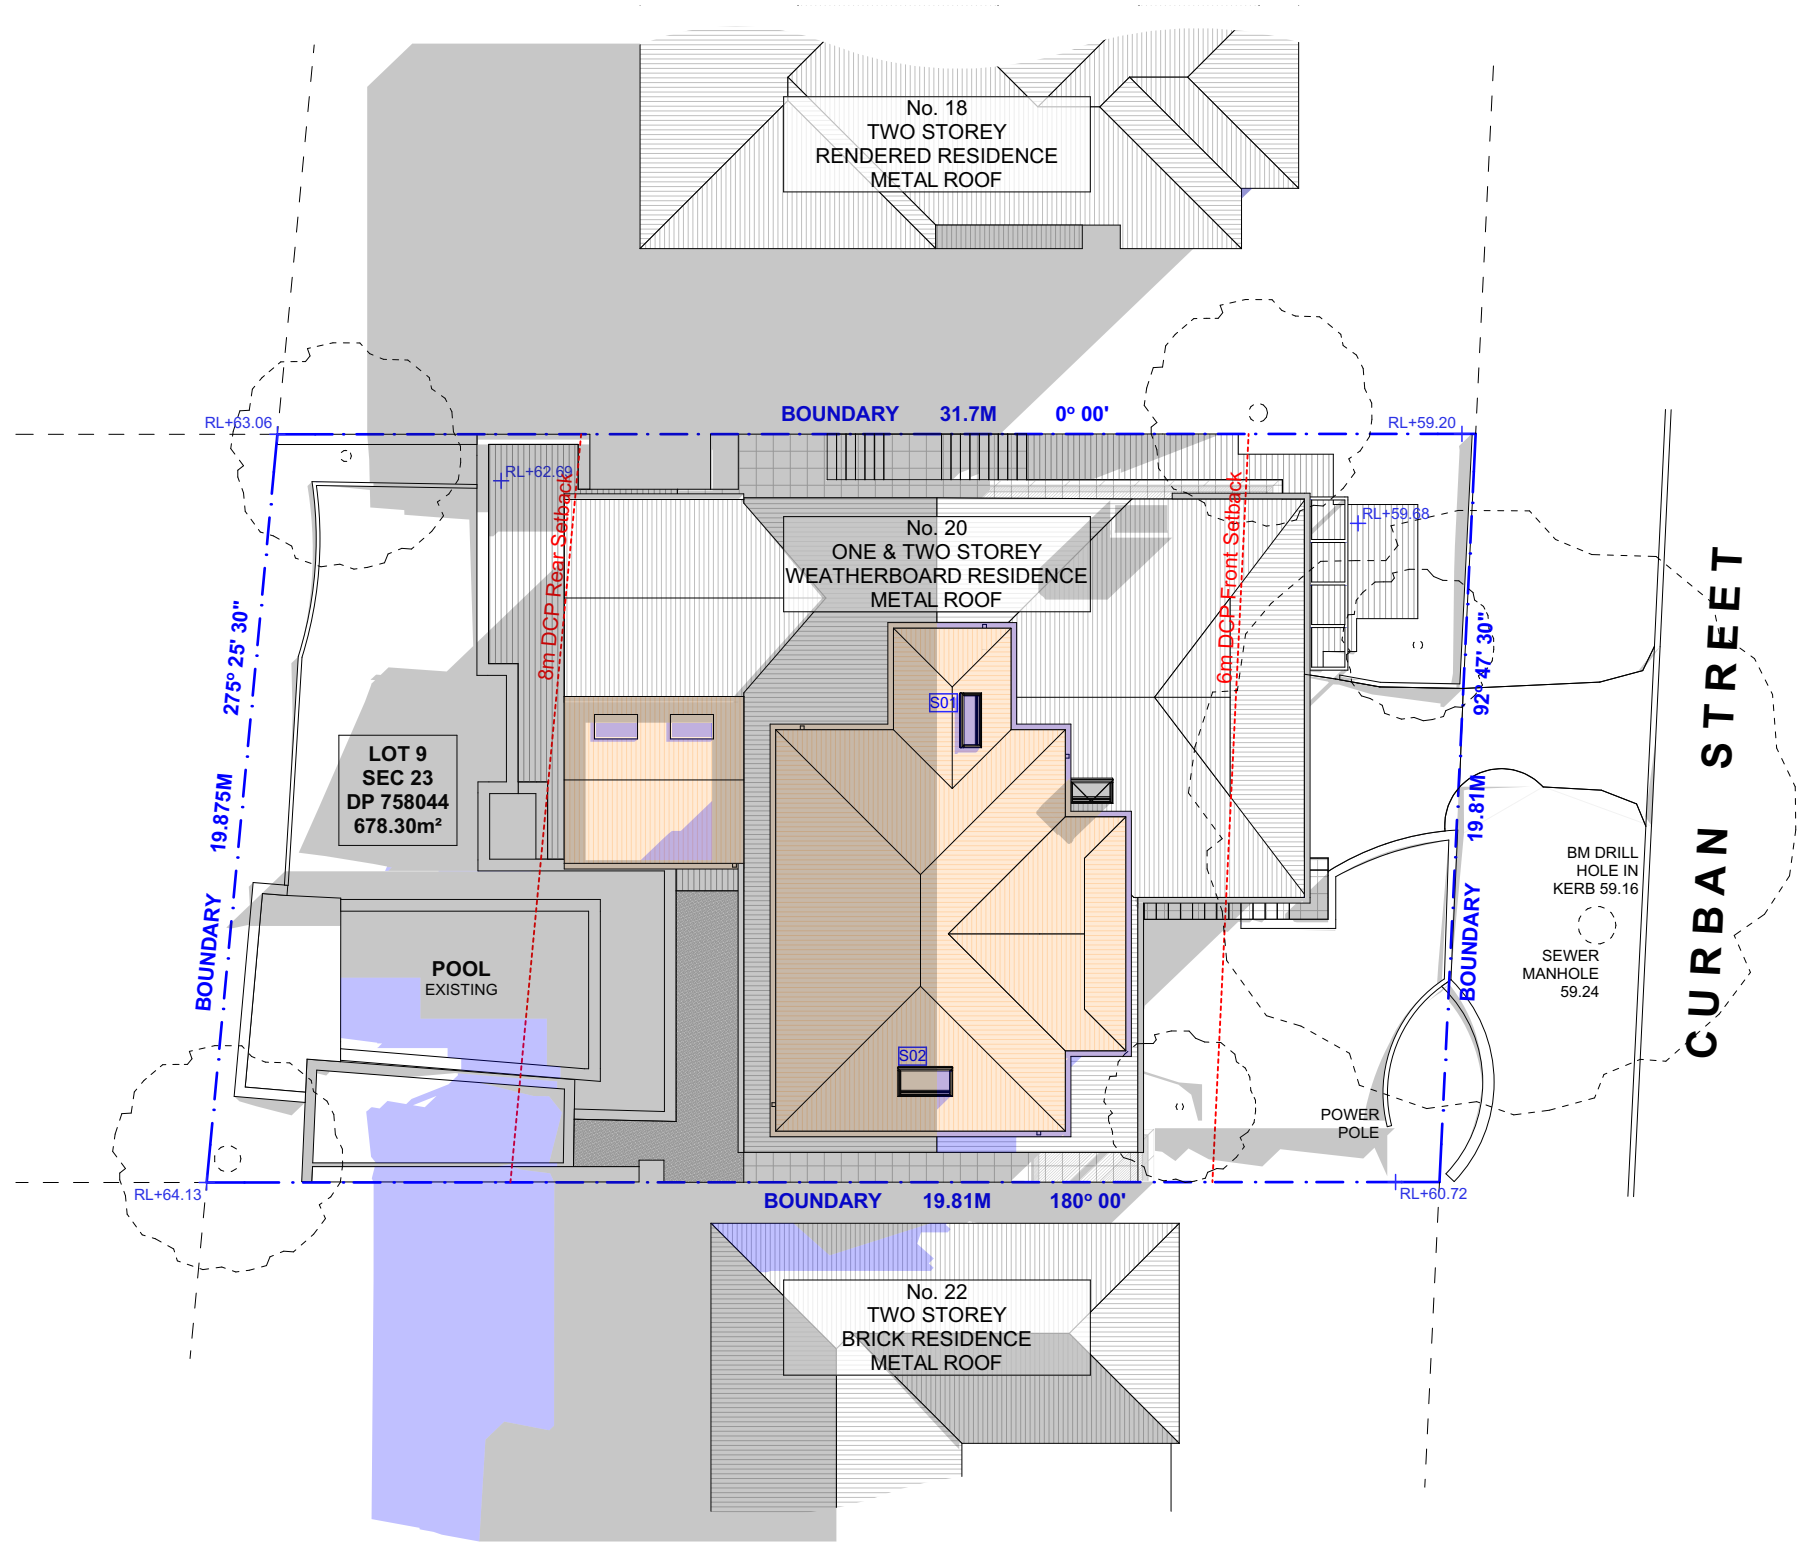 No. 18
TWO STOREY
RENDERED RESIDENCE
METAL ROOF
BOUNDARY 31.7M 0º 00'
RL+63.06
RL+59.20
RL+62.69
RL+59.68
8m DCP Rear Setback
No. 20
ONE & TWO STOREY
WEATHERBOARD RESIDENCE
METAL ROOF
6m DCP Front Setback
BOUNDARY 19.875M 275º 25' 30"
S01
LOT 9
SEC 23
DP 758044
678.30m²
BOUNDARY 19.81M 92º 47' 30"
CURBAN STREET
BM DRILL
HOLE IN
KERB 59.16
SEWER
MANHOLE
59.24
POOL
EXISTING
S02
POWER
POLE
RL+64.13
RL+60.72
BOUNDARY 19.81M 180º 00'
No. 22
TWO STOREY
BRICK RESIDENCE
METAL ROOF